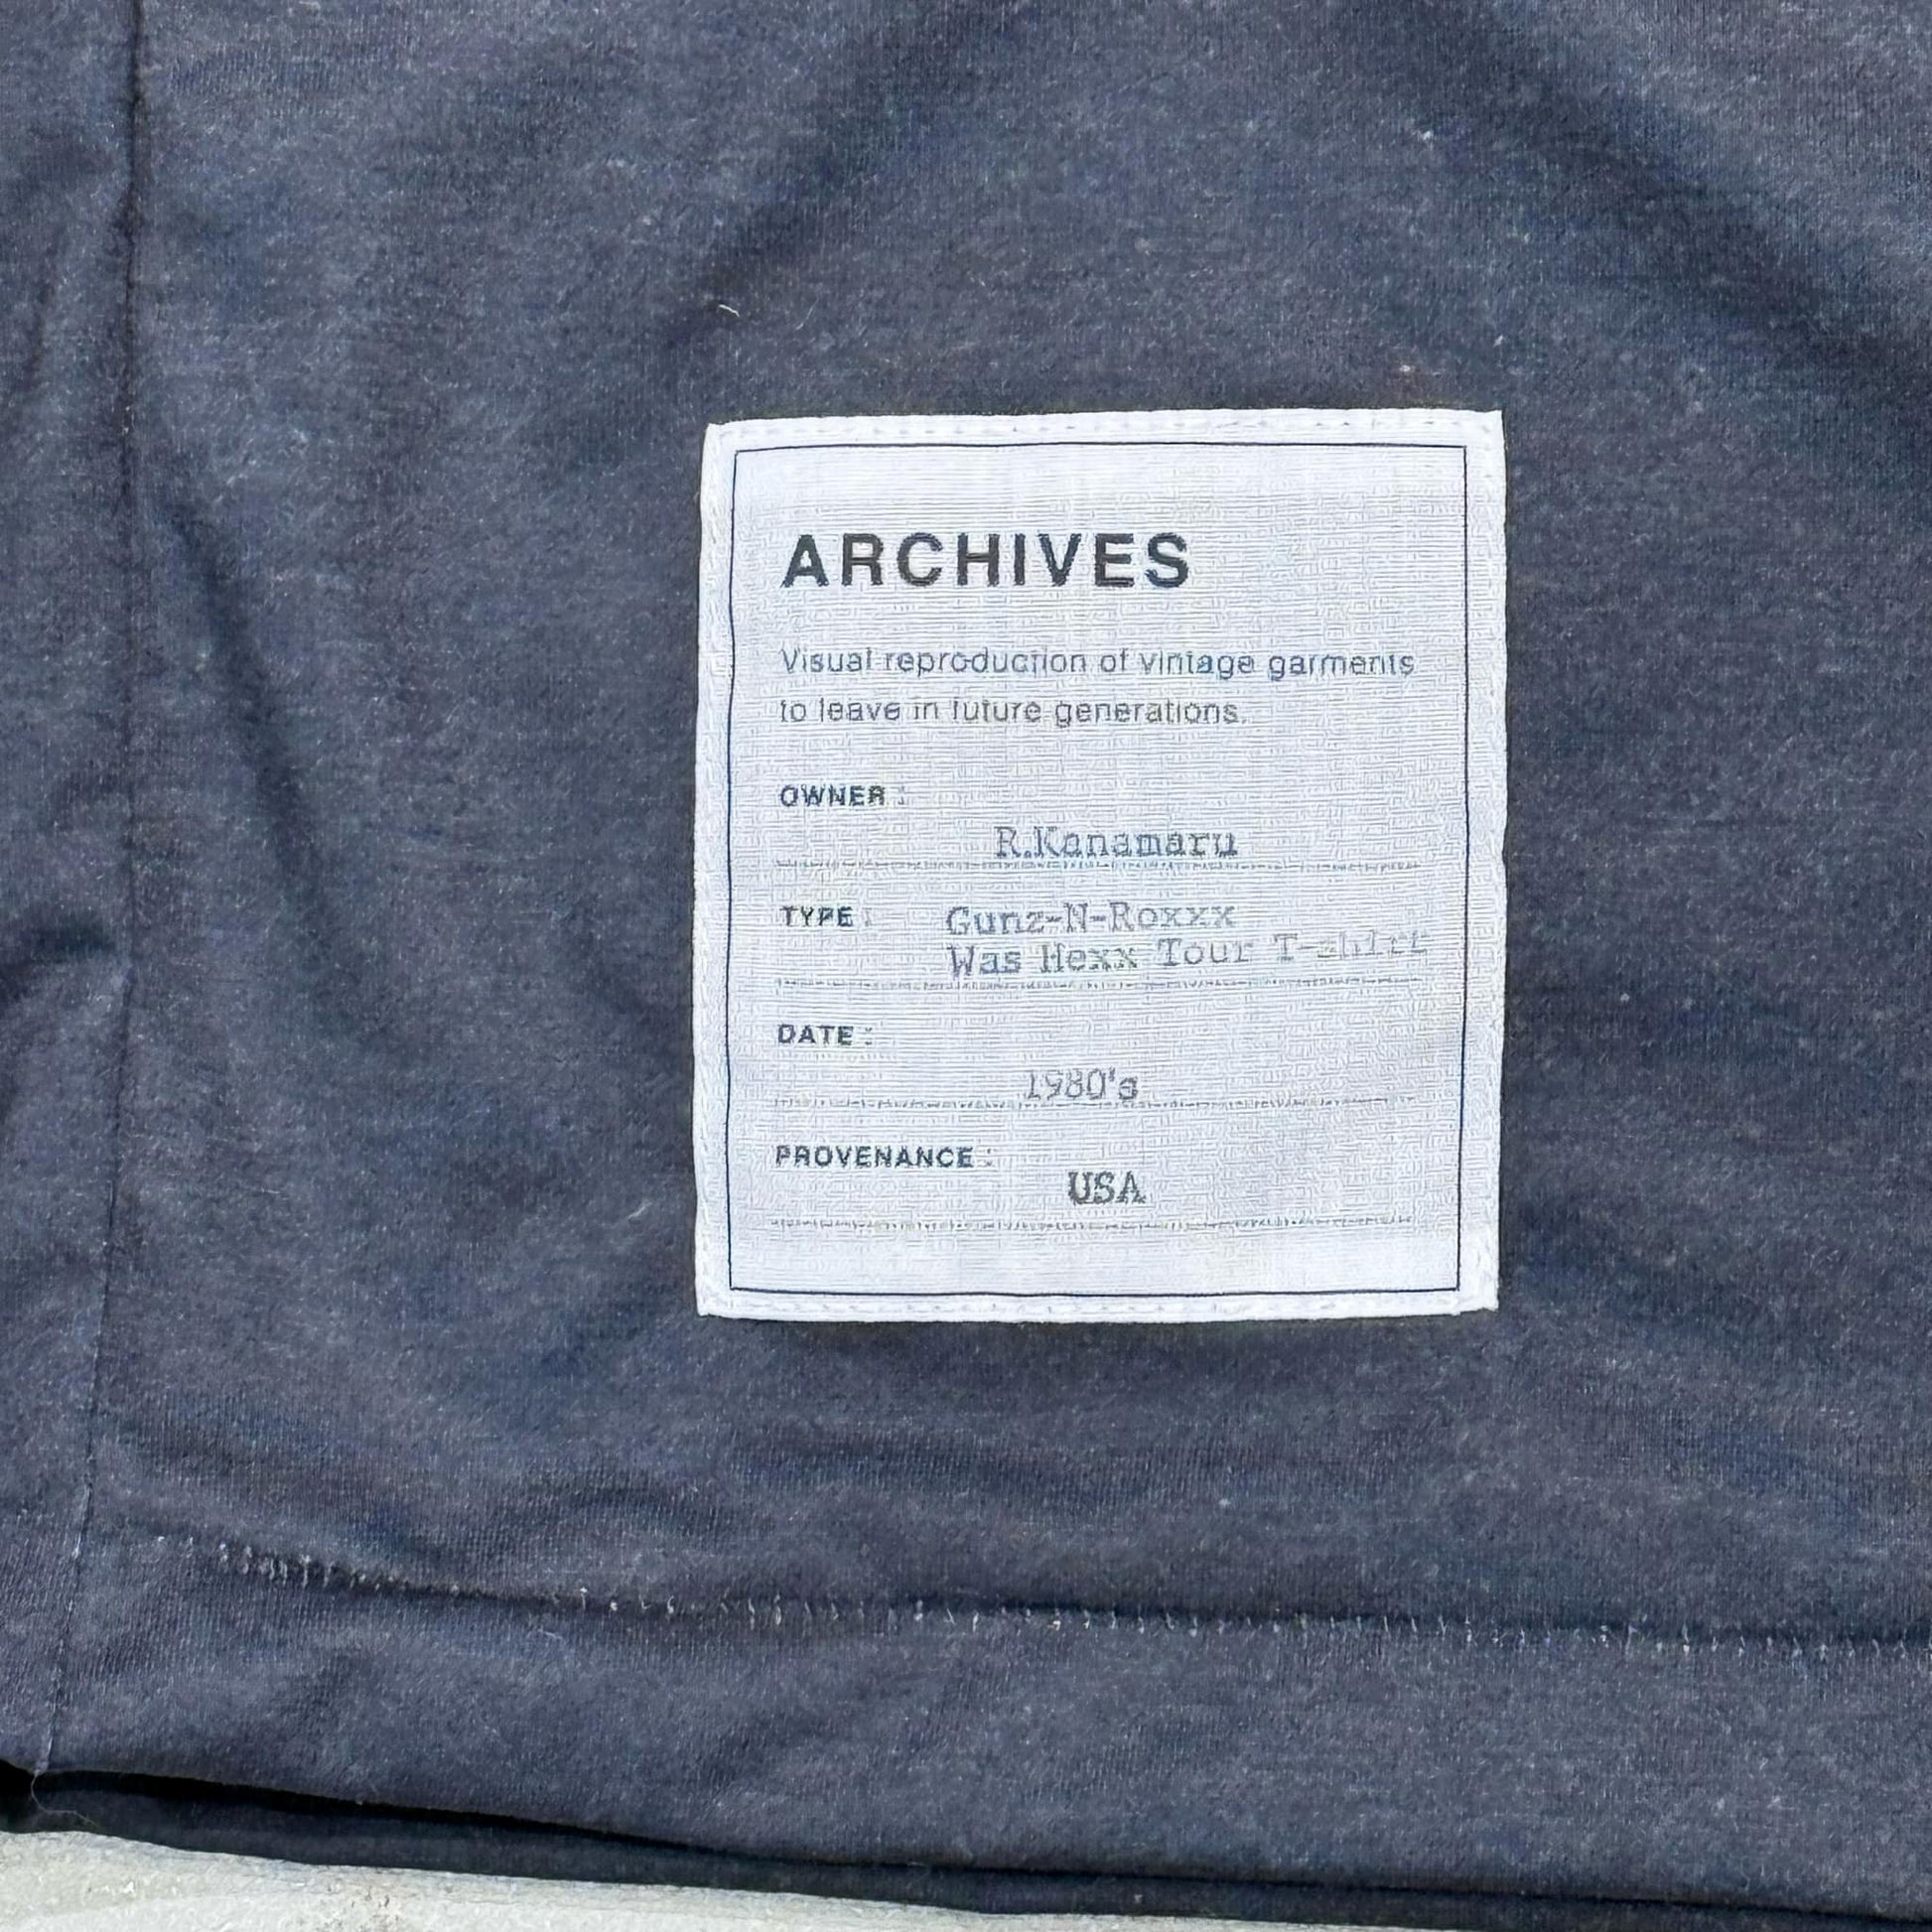 ARCHIVES
Visual reproduction of vintage garments
to leave in future generations.
OWNER :
R.Kanamaru
TYPE : Gunz-N-Roxxx
Was Hexx Tour T-shirt
DATE :
1980's
PROVENANCE :
USA